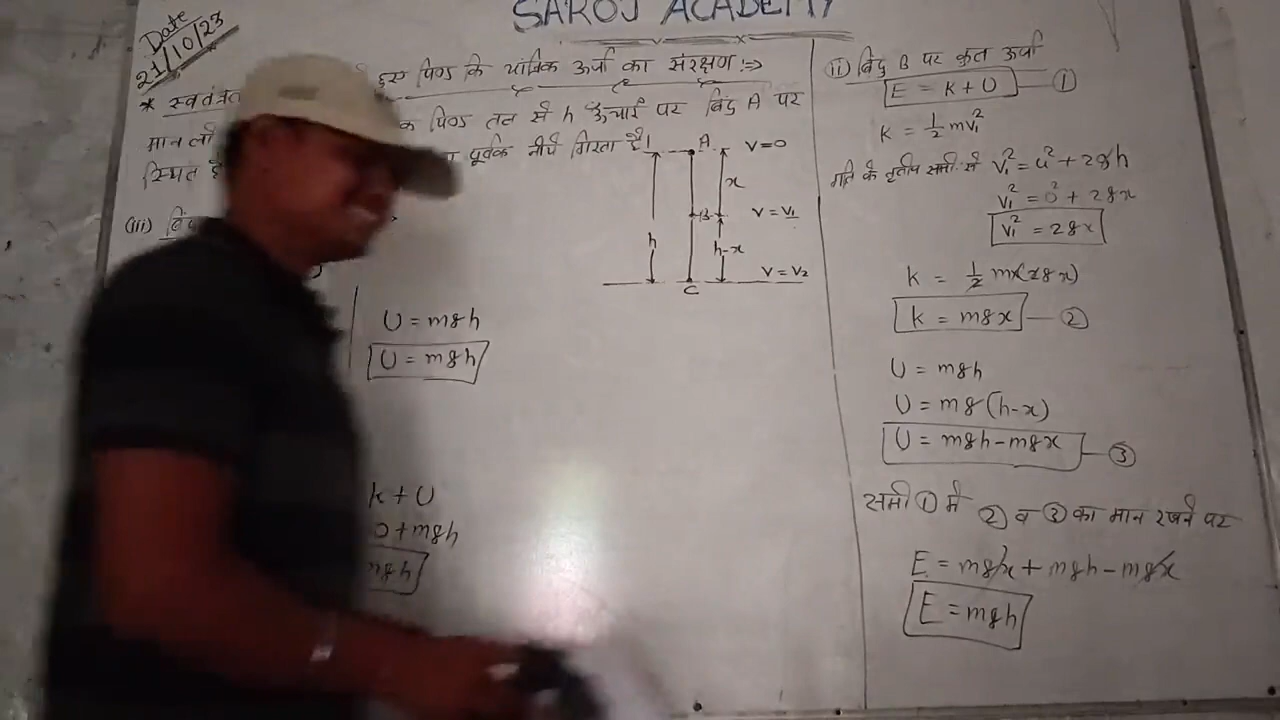 SAROJ ACADEMY
Date
21/10/23
* स्वतंत्रत हुए पिण्ड कि यांत्रिक ऊर्जा का संरक्षण :⇒
मान लो पिण्ड तल से h ऊँचाई पर बिंदु A पर
स्थित है पूर्वक नीचे गिरता है।
(iii)
U = mgh
U = mgh
K + U
0 + mgh
mgh
A V = 0
x
B V = V₁
h h-x
V = V₂
C
ii) बिंदु B पर कुल ऊर्जा
E = K + U — ①
K = ½ mv₁²
गति के तृतीय समी. से V₁² = u² + 2gh
V₁² = 0² + 2gx
V₁² = 2gx
K = ½ m×(2gx)
K = mgx — ②
U = mgh
U = mg(h-x)
U = mgh - mgx — ③
समी ① में ② व ③ का मान रखने पर
E = mgx + mgh - mgx
E = mgh